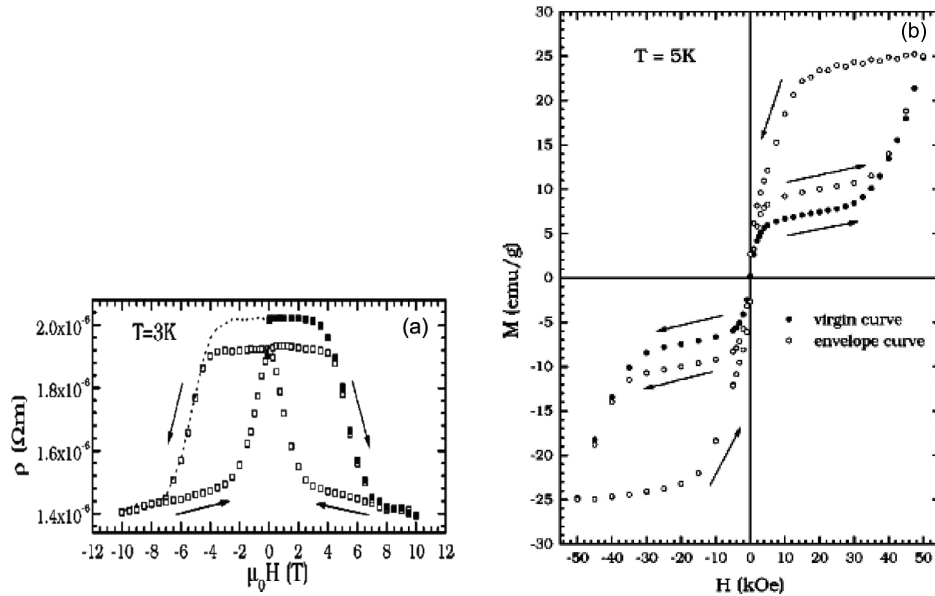 (a)
T=3K
2.0x10⁻⁶
1.8x10⁻⁶
1.6x10⁻⁶
1.4x10⁻⁶
ρ (Ωm)
-12 -10 -8 -6 -4 -2 0 2 4 6 8 10 12
μ₀H (T)
(b)
T = 5K
30
25
20
15
10
5
0
-5
-10
-15
-20
-25
-30
M (emu/g)
virgin curve
envelope curve
-50 -40 -30 -20 -10 0 10 20 30 40 50
H (kOe)